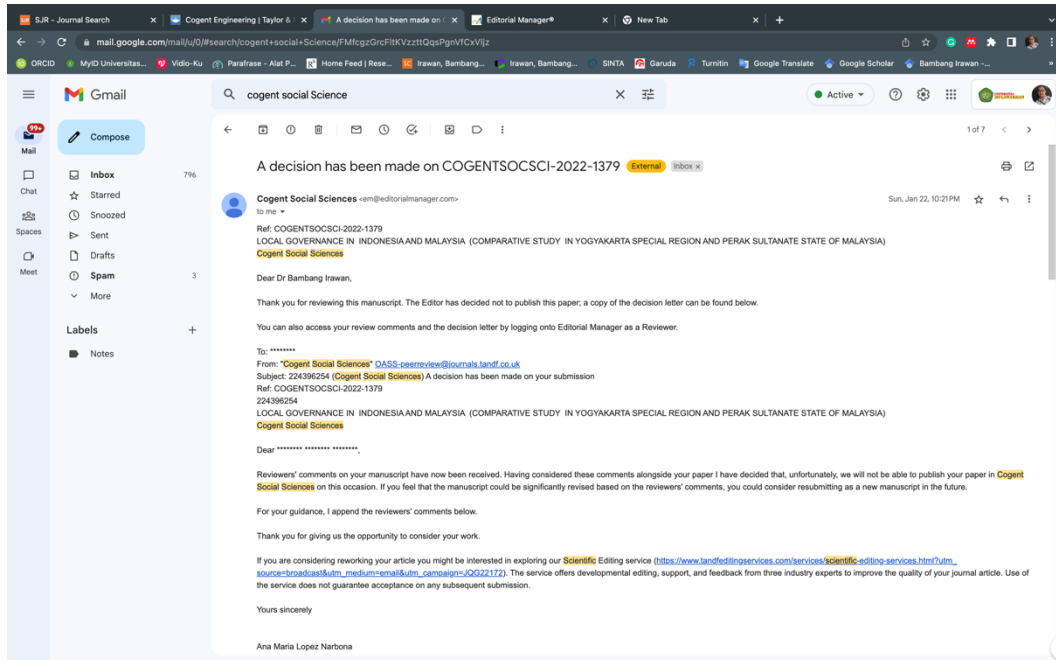 SJR - Journal Search
Cogent Engineering | Taylor &
A decision has been made on
Editorial Manager®
New Tab
mail.google.com/mail/u/0/#search/cogent+social+Science/FMfcgzGrcFltKVzzttQqsPgnVfCxVljz
ORCID
MyID Universitas...
Vidio-Ku
Parafrase - Alat P...
Home Feed | Rese...
Irawan, Bambang...
Irawan, Bambang...
SINTA
Garuda
Turnitin
Google Translate
Google Scholar
Bambang Irawan -...
Gmail
cogent social Science
Active
99+
Mail
Chat
Spaces
Meet
Compose
Inbox 796
Starred
Snoozed
Sent
Drafts
Spam 3
More
Labels +
Notes
1 of 7
A decision has been made on COGENTSOCSCI-2022-1379 External Inbox x
Cogent Social Sciences <em@editorialmanager.com> Sun, Jan 22, 10:21 PM
to me
Ref: COGENTSOCSCI-2022-1379
LOCAL GOVERNANCE IN INDONESIA AND MALAYSIA (COMPARATIVE STUDY IN YOGYAKARTA SPECIAL REGION AND PERAK SULTANATE STATE OF MALAYSIA)
Cogent Social Sciences
Dear Dr Bambang Irawan,
Thank you for reviewing this manuscript. The Editor has decided not to publish this paper; a copy of the decision letter can be found below.
You can also access your review comments and the decision letter by logging onto Editorial Manager as a Reviewer.
To: ********
From: "Cogent Social Sciences" OASS-peerreview@journals.tandf.co.uk
Subject: 224396254 (Cogent Social Sciences) A decision has been made on your submission
Ref: COGENTSOCSCI-2022-1379
224396254
LOCAL GOVERNANCE IN INDONESIA AND MALAYSIA (COMPARATIVE STUDY IN YOGYAKARTA SPECIAL REGION AND PERAK SULTANATE STATE OF MALAYSIA)
Cogent Social Sciences
Dear ******** ******** ********,
Reviewers' comments on your manuscript have now been received. Having considered these comments alongside your paper I have decided that, unfortunately, we will not be able to publish your paper in Cogent
Social Sciences on this occasion. If you feel that the manuscript could be significantly revised based on the reviewers' comments, you could consider resubmitting as a new manuscript in the future.
For your guidance, I append the reviewers' comments below.
Thank you for giving us the opportunity to consider your work.
If you are considering reworking your article you might be interested in exploring our Scientific Editing service (https://www.tandfeditingservices.com/services/scientific-editing-services.html?utm_
source=broadcast&utm_medium=email&utm_campaign=JQG22172). The service offers developmental editing, support, and feedback from three industry experts to improve the quality of your journal article. Use of
the service does not guarantee acceptance on any subsequent submission.
Yours sincerely
Ana Maria Lopez Narbona